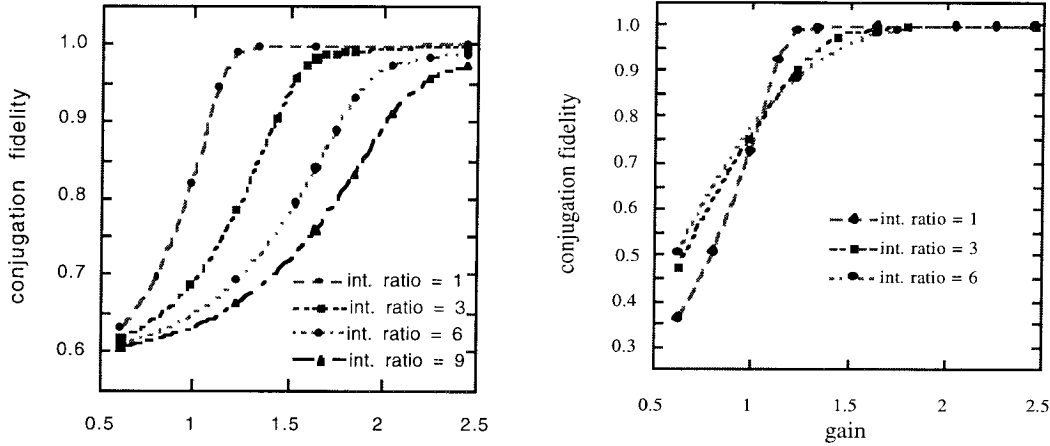 conjugation fidelity
1.0
0.9
0.8
0.7
0.6
0.5
1
1.5
2
2.5
int. ratio = 1
int. ratio = 3
int. ratio = 6
int. ratio = 9
conjugation fidelity
1.0
0.9
0.8
0.7
0.6
0.5
0.4
0.3
0.5
1
1.5
2
2.5
gain
int. ratio = 1
int. ratio = 3
int. ratio = 6